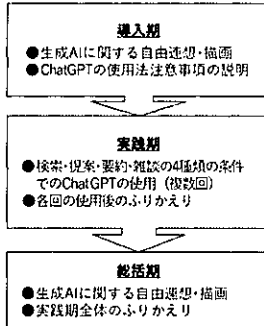 導入期
●生成AIに関する自由連想・描画
●ChatGPTの使用法注意事項の説明
実践期
●検索・提案・要約・雑談の4種類の条件
でのChatGPTの使用（複数回）
●各回の使用後のふりかえり
総括期
●生成AIに関する自由連想・描画
●実践期全体のふりかえり